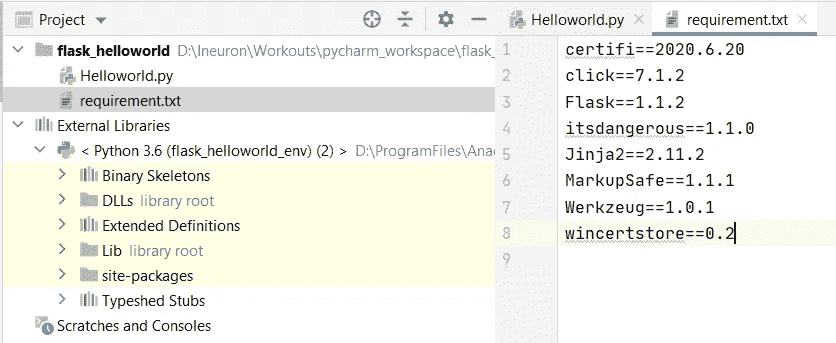 Project
flask_helloworld D:\Ineuron\Workouts\pycharm_workspace\flask_
Helloworld.py
requirement.txt
External Libraries
< Python 3.6 (flask_helloworld_env) (2) > D:\ProgramFiles\Ana
Binary Skeletons
DLLs library root
Extended Definitions
Lib library root
site-packages
Typeshed Stubs
Scratches and Consoles
Helloworld.py
requirement.txt
1 certifi==2020.6.20
2 click==7.1.2
3 Flask==1.1.2
4 itsdangerous==1.1.0
5 Jinja2==2.11.2
6 MarkupSafe==1.1.1
7 Werkzeug==1.0.1
8 wincertstore==0.2
9